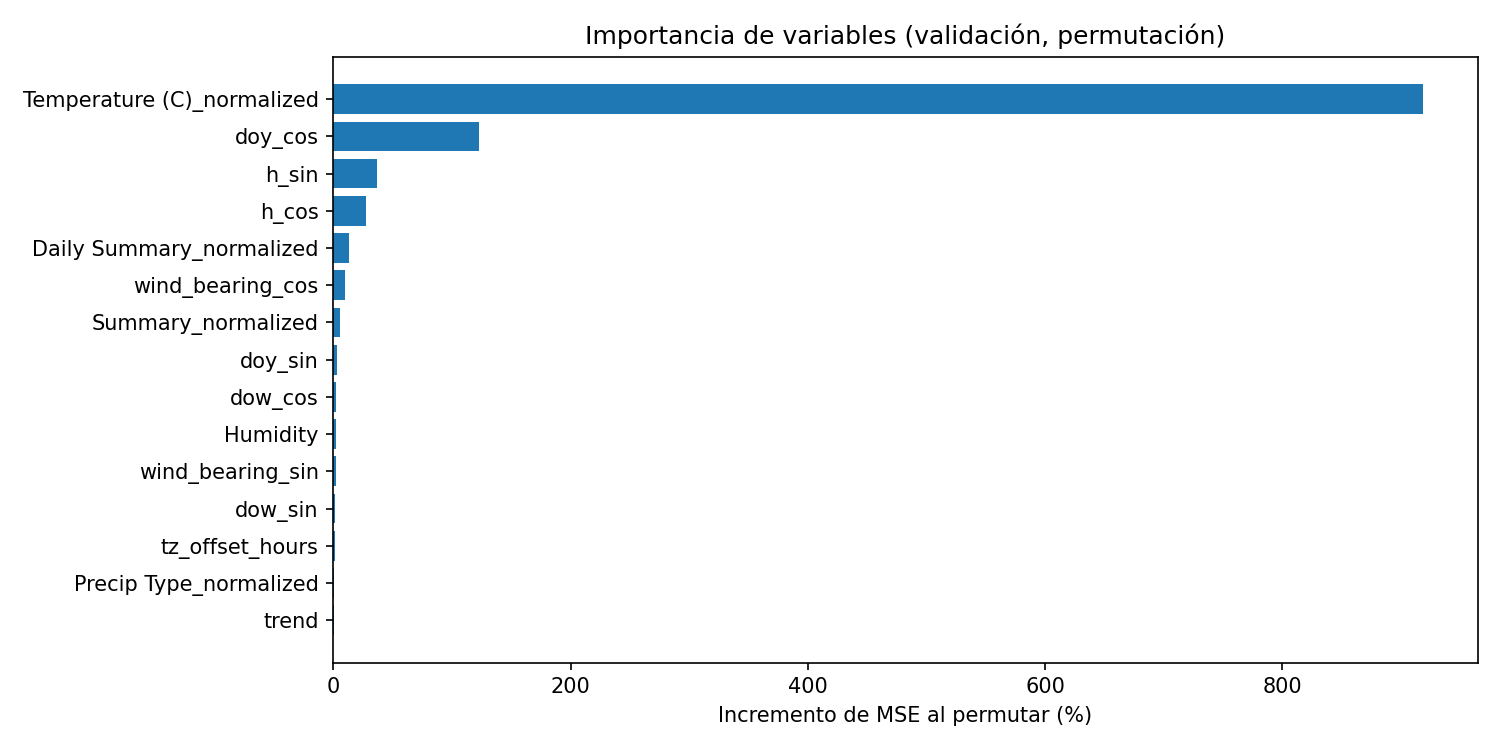 Importancia de variables (validación, permutación)
Temperature (C)_normalized
doy_cos
h_sin
h_cos
Daily Summary_normalized
wind_bearing_cos
Summary_normalized
doy_sin
dow_cos
Humidity
wind_bearing_sin
dow_sin
tz_offset_hours
Precip Type_normalized
trend
0 200 400 600 800
Incremento de MSE al permutar (%)